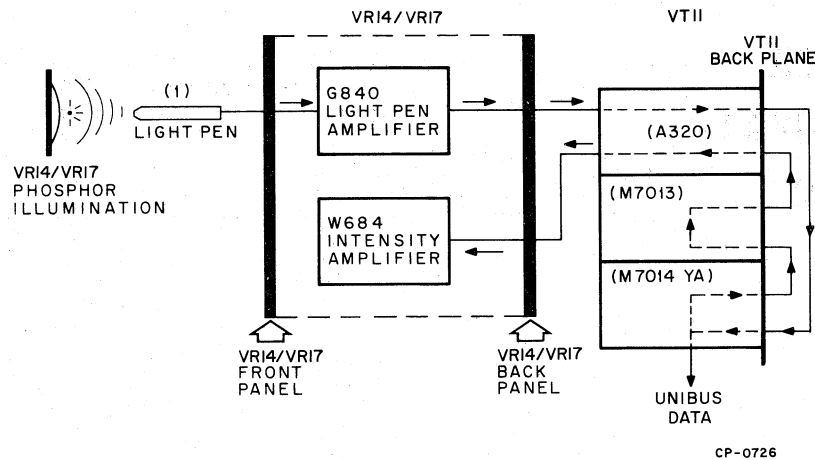 VR14/VR17
VT11
VT11
BACK PLANE
(1)
LIGHT PEN
G840
LIGHT PEN
AMPLIFIER
(A320)
VR14/VR17
PHOSPHOR
ILLUMINATION
W684
INTENSITY
AMPLIFIER
(M7013)
(M7014 YA)
VR14/VR17
FRONT
PANEL
VR14/VR17
BACK
PANEL
UNIBUS
DATA
CP-0726